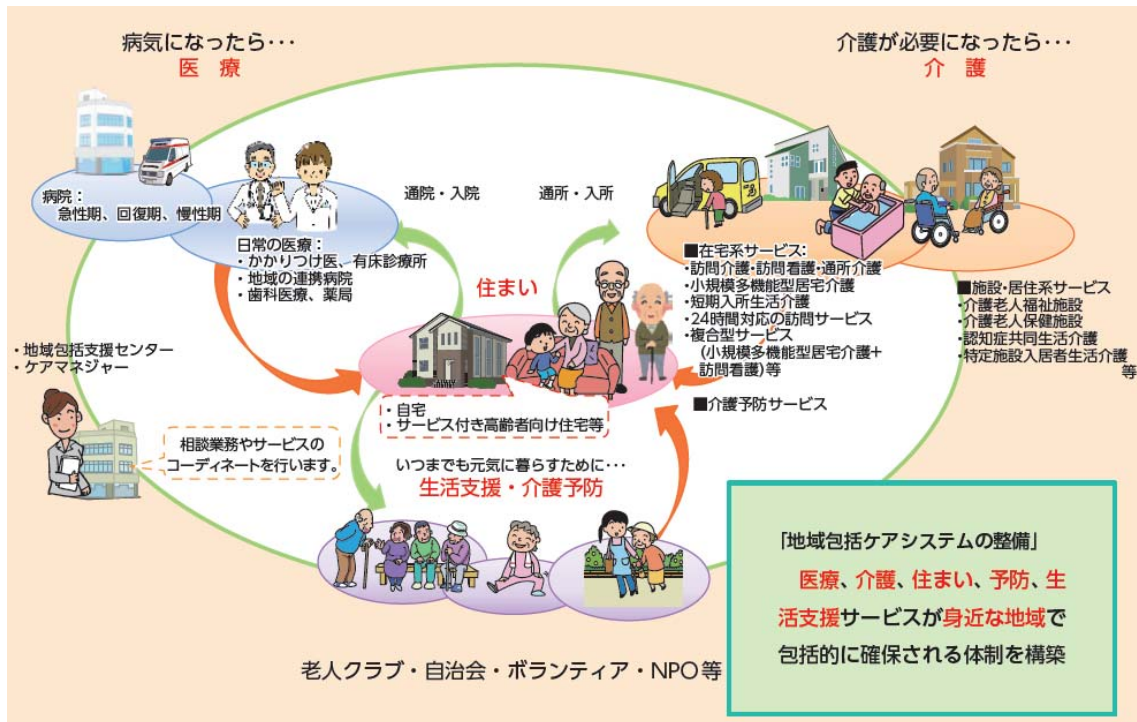 病気になったら･･･
医 療
介護が必要になったら･･･
介 護
病院：
急性期、回復期、慢性期
通院・入院
通所・入所
日常の医療：
・かかりつけ医、有床診療所
・地域の連携病院
・歯科医療、薬局
住まい
■在宅系サービス：
・訪問介護・訪問看護・通所介護
・小規模多機能型居宅介護
・短期入所生活介護
・24時間対応の訪問サービス
・複合型サービス
(小規模多機能型居宅介護＋
訪問看護)等
■施設・居住系サービス
・介護老人福祉施設
・介護老人保健施設
・認知症共同生活介護
・特定施設入居者生活介護
等
・地域包括支援センター
・ケアマネジャー
■介護予防サービス
・自宅
・サービス付き高齢者向け住宅等
相談業務やサービスの
コーディネートを行います。
いつまでも元気に暮らすために･･･
生活支援・介護予防
老人クラブ・自治会・ボランティア・NPO等
「地域包括ケアシステムの整備」
医療、介護、住まい、予防、生
活支援サービスが身近な地域で
包括的に確保される体制を構築